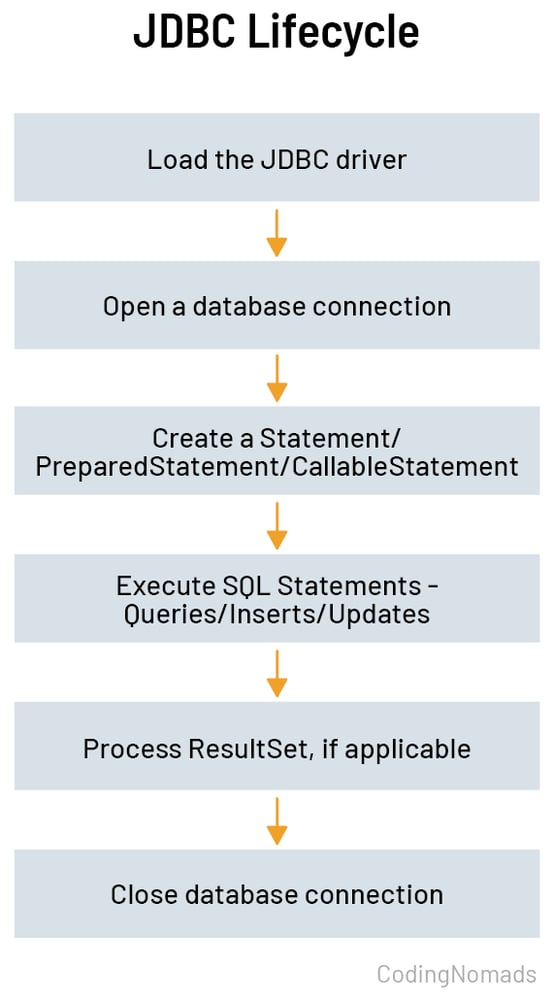 JDBC Lifecycle
Load the JDBC driver
Open a database connection
Create a Statement/
PreparedStatement/CallableStatement
Execute SQL Statements -
Queries/Inserts/Updates
Process ResultSet, if applicable
Close database connection
CodingNomads